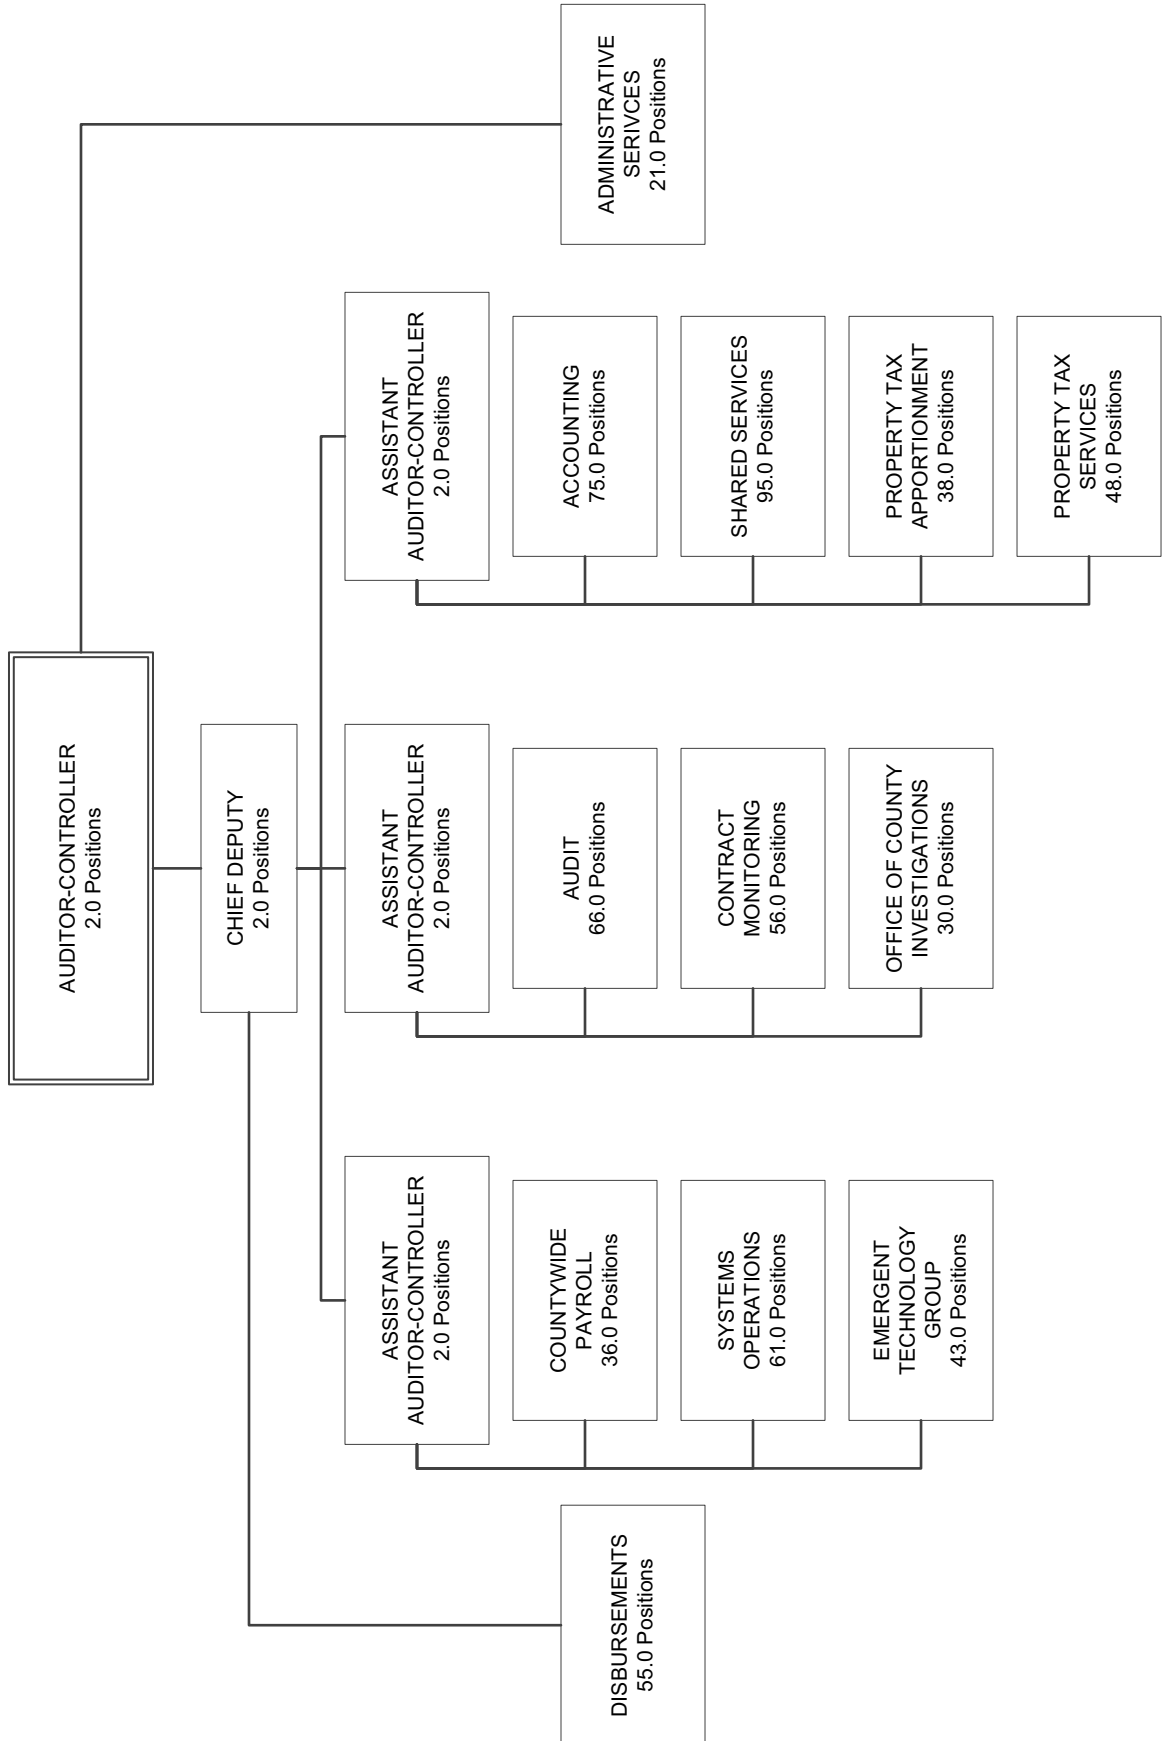 AUDITOR-CONTROLLER
2.0 Positions
CHIEF DEPUTY
2.0 Positions
ASSISTANT
AUDITOR-CONTROLLER
2.0 Positions
COUNTYWIDE
PAYROLL
36.0 Positions
SYSTEMS
OPERATIONS
61.0 Positions
EMERGENT
TECHNOLOGY
GROUP
43.0 Positions
ASSISTANT
AUDITOR-CONTROLLER
2.0 Positions
AUDIT
66.0 Positions
CONTRACT
MONITORING
56.0 Positions
OFFICE OF COUNTY
INVESTIGATIONS
30.0 Positions
ASSISTANT
AUDITOR-CONTROLLER
2.0 Positions
ACCOUNTING
75.0 Positions
SHARED SERVICES
95.0 Positions
PROPERTY TAX
APPORTIONMENT
38.0 Positions
PROPERTY TAX
SERVICES
48.0 Positions
DISBURSEMENTS
55.0 Positions
ADMINISTRATIVE
SERIVCES
21.0 Positions